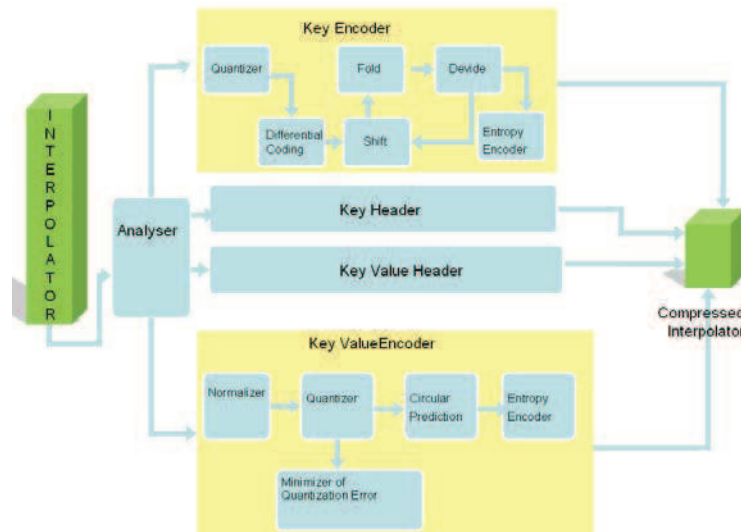 Key Encoder
Quantizer
Fold
Devide
Differential
Coding
Shift
Entropy
Encoder
INTERPOLATOR
Analyser
Key Header
Key Value Header
Compressed
Interpolator
Key ValueEncoder
Normalizer
Quantizer
Circular
Prediction
Entropy
Encoder
Minimizer of
Quantization Error